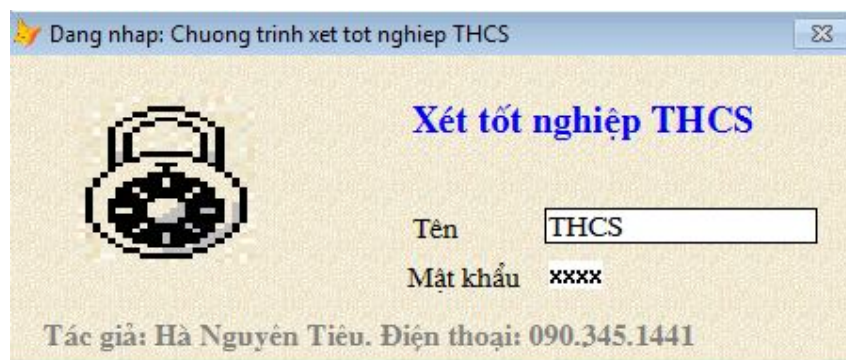 Dang nhap: Chuong trinh xet tot nghiep THCS
Xét tốt nghiệp THCS
Tên THCS
Mật khẩu xxxx
Tác giả: Hà Nguyên Tiêu. Điện thoại: 090.345.1441